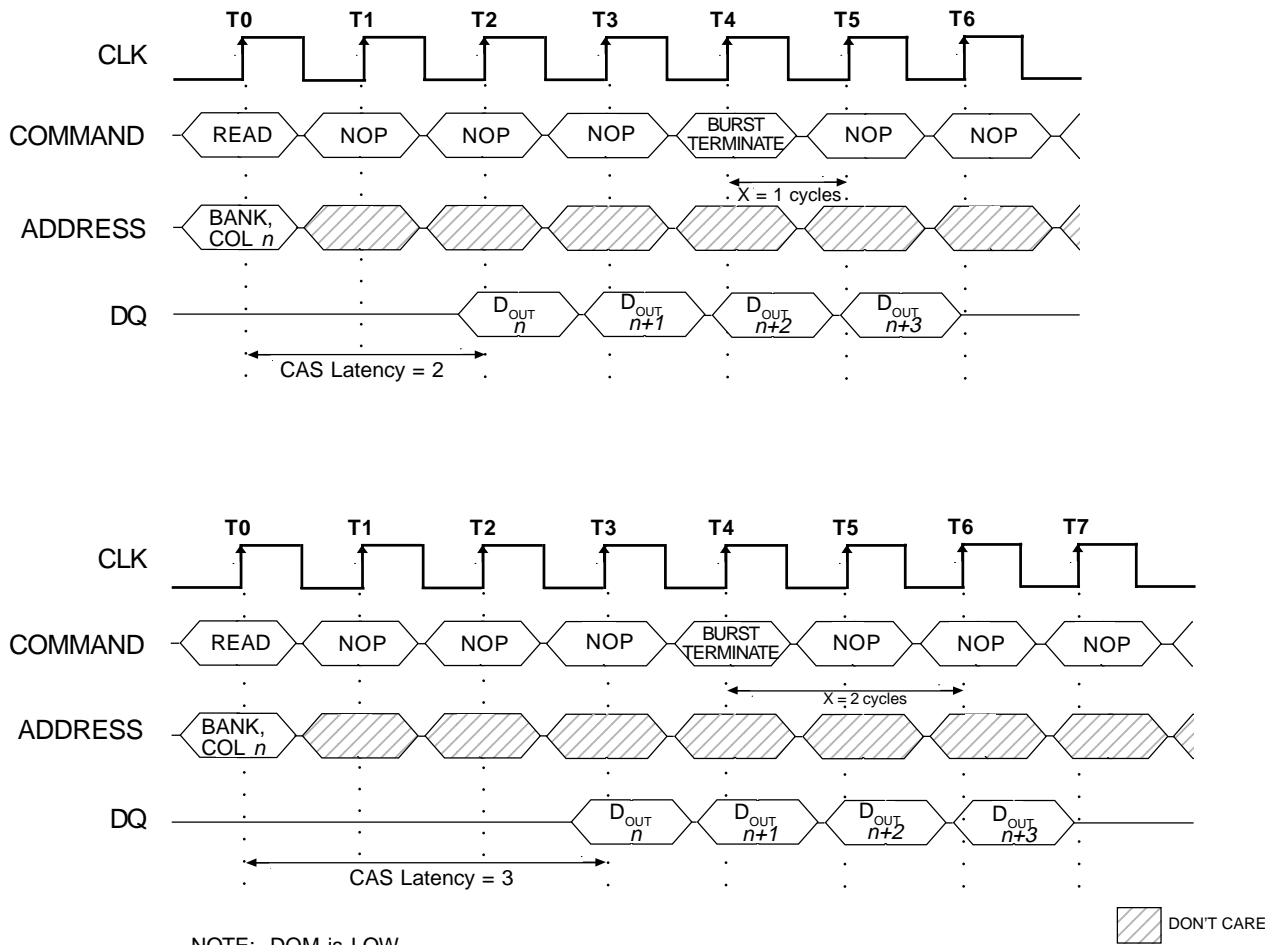 T0 T1 T2 T3 T4 T5 T6
CLK
COMMAND READ NOP NOP NOP BURST TERMINATE NOP NOP
X = 1 cycles
ADDRESS BANK, COL n
DQ DOUT n DOUT n+1 DOUT n+2 DOUT n+3
CAS Latency = 2
T0 T1 T2 T3 T4 T5 T6 T7
CLK
COMMAND READ NOP NOP NOP BURST TERMINATE NOP NOP NOP
X = 2 cycles
ADDRESS BANK, COL n
DQ DOUT n DOUT n+1 DOUT n+2 DOUT n+3
CAS Latency = 3
DON'T CARE
NOTE: DQM is LOW